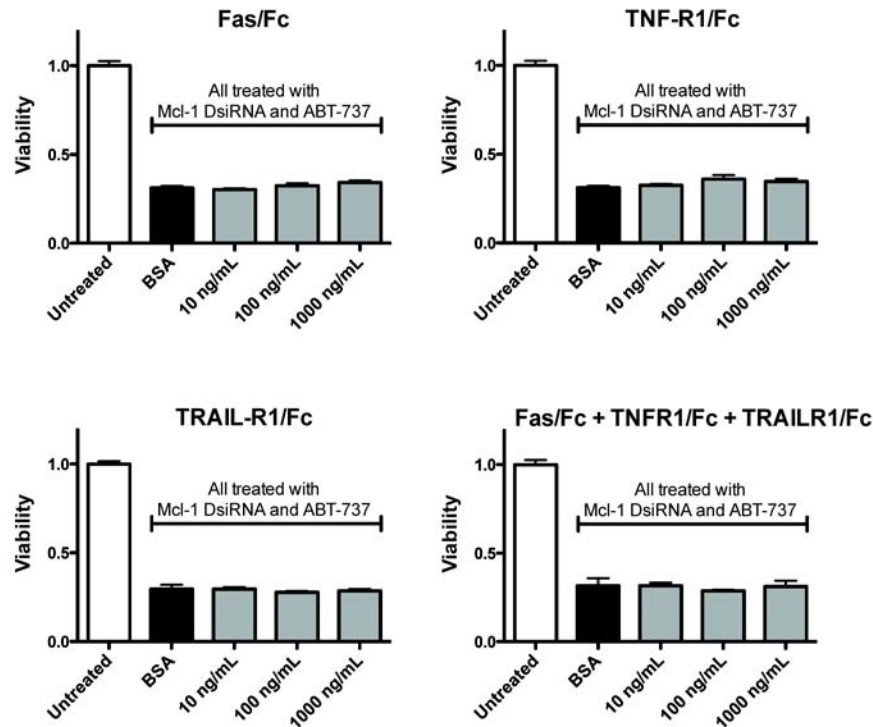 Fas/Fc
Viability
1.0
0.5
0.0
All treated with
Mcl-1 DsiRNA and ABT-737
Untreated
BSA
10 ng/mL
100 ng/mL
1000 ng/mL
TNF-R1/Fc
Viability
1.0
0.5
0.0
All treated with
Mcl-1 DsiRNA and ABT-737
Untreated
BSA
10 ng/mL
100 ng/mL
1000 ng/mL
TRAIL-R1/Fc
Viability
1.0
0.5
0.0
All treated with
Mcl-1 DsiRNA and ABT-737
Untreated
BSA
10 ng/mL
100 ng/mL
1000 ng/mL
Fas/Fc + TNFR1/Fc + TRAILR1/Fc
Viability
1.0
0.5
0.0
All treated with
Mcl-1 DsiRNA and ABT-737
Untreated
BSA
10 ng/mL
100 ng/mL
1000 ng/mL